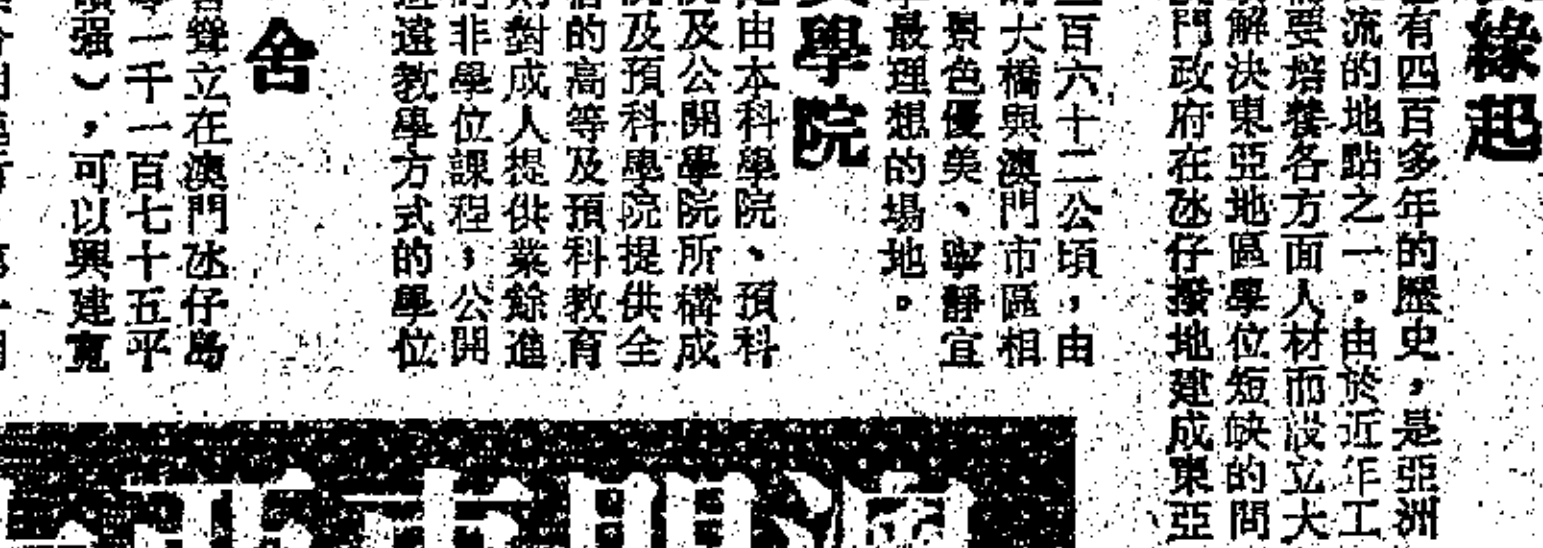 緣起
有四百多年的歷史，是亞洲
流的地點之一。由於近年工
需要培養各方面人材而設立大
解決東亞地區學位短缺的問
門政府在氹仔撥地建成東亞
百六十二公頃，由
大橋與澳門市區相
景色優美、寧靜宜
最理想的場地。
學院
由本科學院、預科
及公開學院所構成
及預科學院提供全
的高等及預科教育
對成人提供業餘進
非學位課程；公開
遠教學方式的學位
舍
聳立在澳門氹仔島
一千一百七十五平
強），可以興建寬
澳門東亞